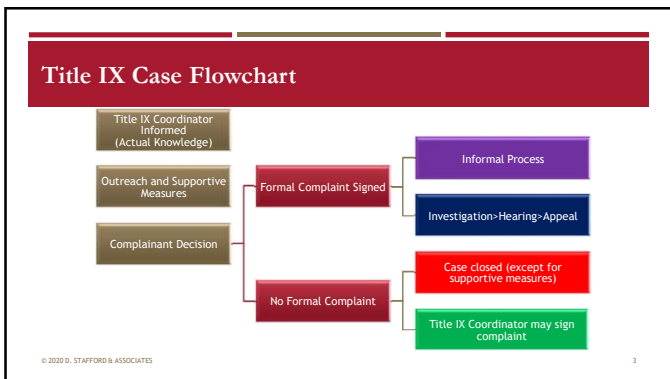 Title IX Case Flowchart
Title IX Coordinator
Informed
(Actual Knowledge)
Outreach and Supportive
Measures
Complainant Decision
Formal Complaint Signed
Informal Process
Investigation>Hearing>Appeal
No Formal Complaint
Case closed (except for
supportive measures)
Title IX Coordinator may sign
complaint
© 2020 D. STAFFORD & ASSOCIATES
3